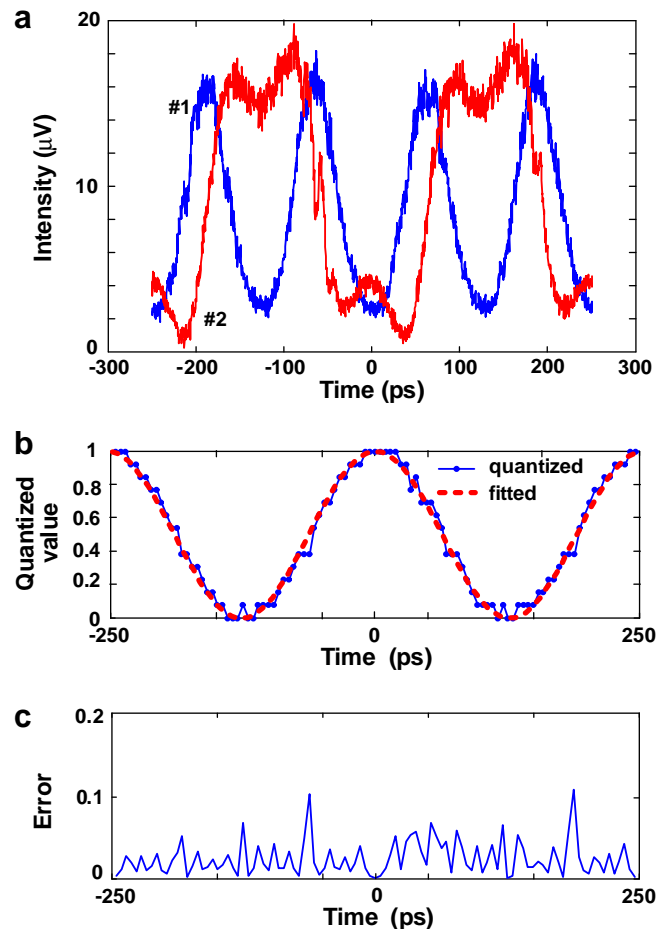 a
20
10
0
Intensity (μV)
#1
#2
-300 -200 -100 0 100 200 300
Time (ps)
b
1
0.8
0.6
0.4
0.2
0
Quantized
value
quantized
fitted
-250 0 250
Time (ps)
c
0.2
0.1
0
Error
-250 0 250
Time (ps)